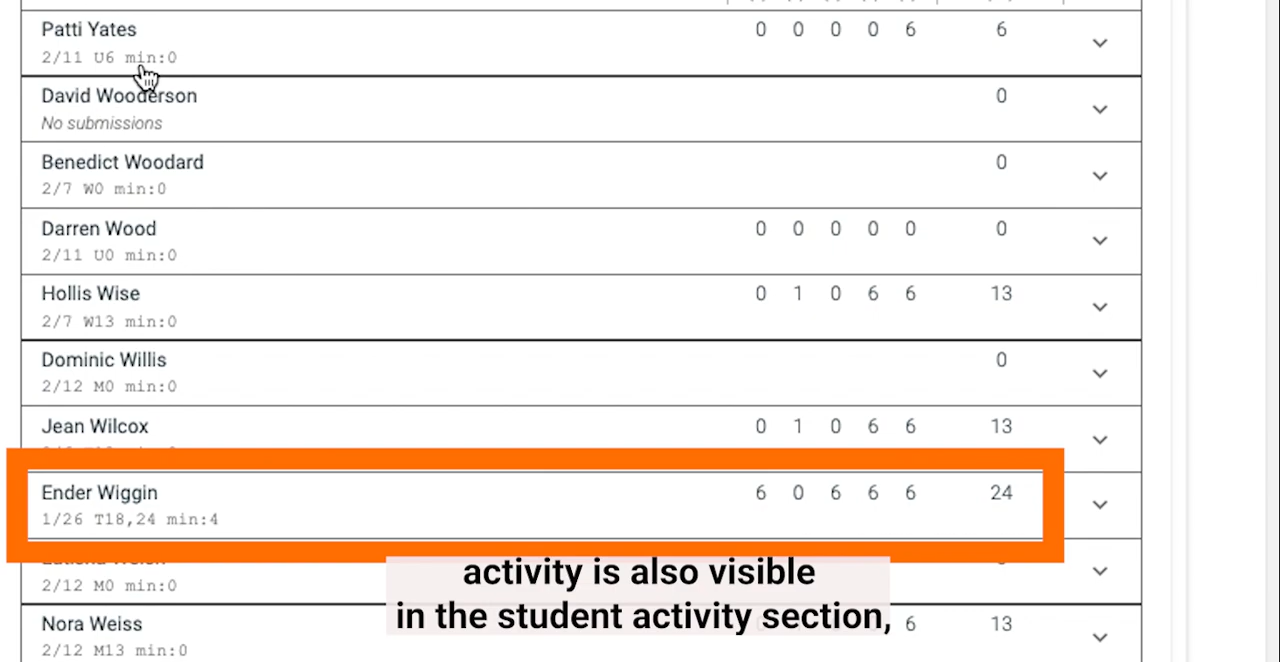 Patti Yates 0 0 0 0 6 6
2/11 U6 min:0
David Wooderson 0
No submissions
Benedict Woodard 0
2/7 W0 min:0
Darren Wood 0 0 0 0 0 0
2/11 U0 min:0
Hollis Wise 0 1 0 6 6 13
2/7 W13 min:0
Dominic Willis 0
2/12 M0 min:0
Jean Wilcox 0 1 0 6 6 13
Ender Wiggin 6 0 6 6 6 24
1/26 T18,24 min:4
activity is also visible
2/12 M0 min:0
in the student activity section,
Nora Weiss 6 13
2/12 M13 min:0